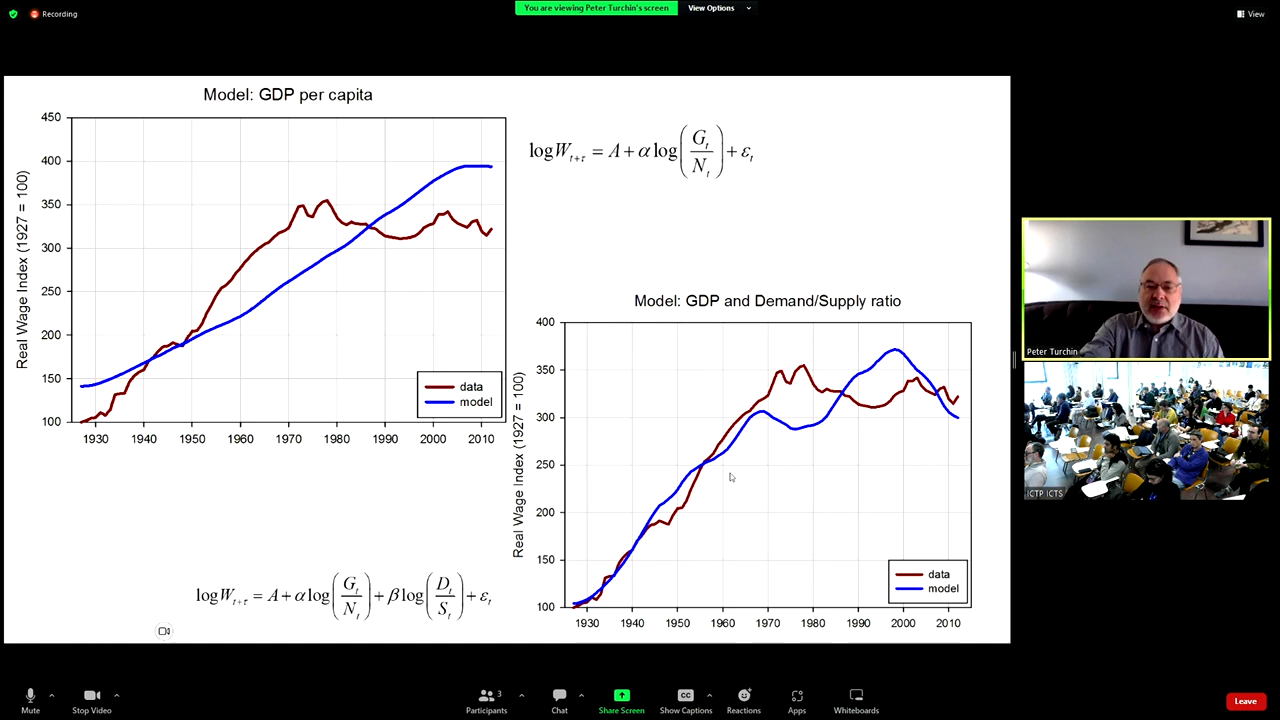 Recording
You are viewing Peter Turchin's screen
View Options
View
Model: GDP per capita
Real Wage Index (1927 = 100)
450
400
350
300
250
200
150
100
1930 1940 1950 1960 1970 1980 1990 2000 2010
data
model
logW_{t+τ} = A + α log(G_t/N_t) + ε_t
Model: GDP and Demand/Supply ratio
Real Wage Index (1927 = 100)
400
350
300
250
200
150
100
1930 1940 1950 1960 1970 1980 1990 2000 2010
data
model
logW_{t+τ} = A + α log(G_t/N_t) + β log(D_t/S_t) + ε_t
Peter Turchin
ICTP ICTS
Mute
Stop Video
Participants 3
Chat
Share Screen
CC
Show Captions
Reactions
Apps
Whiteboards
Leave